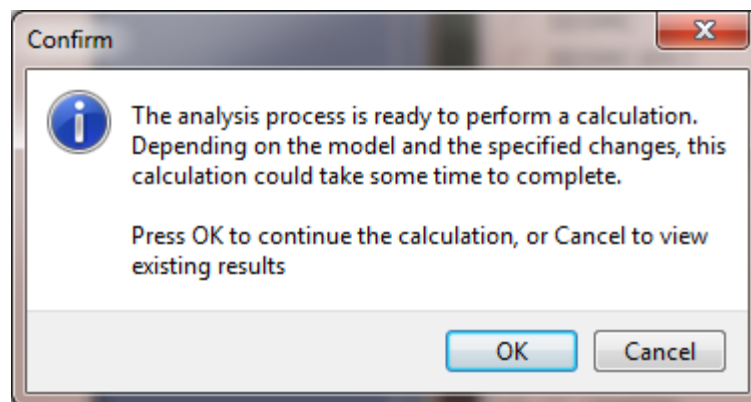 Confirm
The analysis process is ready to perform a calculation.
Depending on the model and the specified changes, this
calculation could take some time to complete.
Press OK to continue the calculation, or Cancel to view
existing results
OK
Cancel